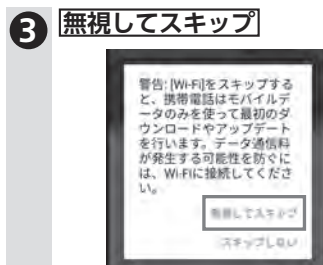 3 無視してスキップ
警告: [Wi-Fi]をスキップする
と、携帯電話はモバイルデ
ータのみを使って最初のダ
ウンロードやアップデート
を行います。データ通信料
が発生する可能性を防ぐに
は、Wi-Fiに接続してくださ
い。
無視してスキップ
スキップしない